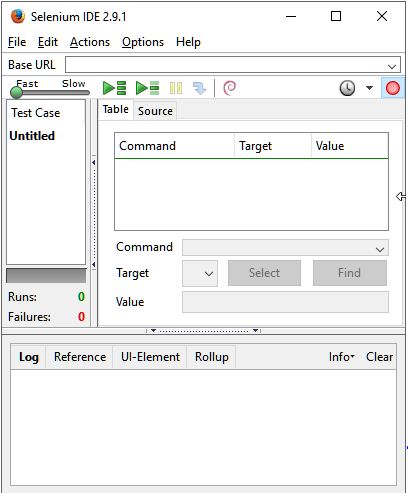 Selenium IDE 2.9.1
File Edit Actions Options Help
Base URL
Fast Slow
Test Case
Untitled
Table Source
Command Target Value
Command
Target Select Find
Value
Runs: 0
Failures: 0
Log Reference UI-Element Rollup Info Clear